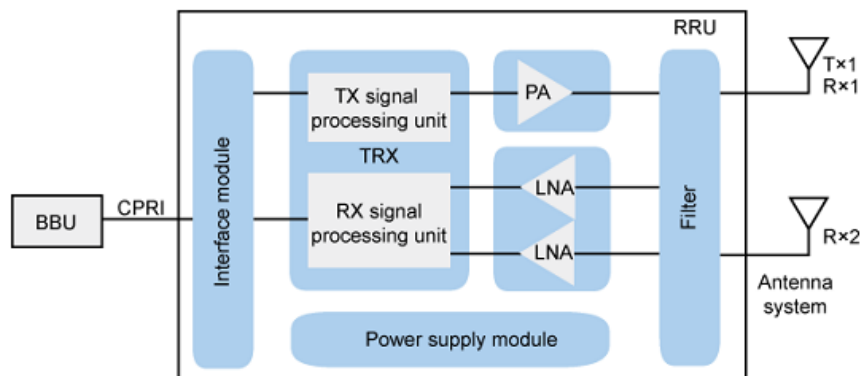 RRU
T×1
R×1
TX signal
processing unit
PA
TRX
Interface module
LNA
BBU
CPRI
RX signal
processing unit
Filter
LNA
R×2
Antenna
system
Power supply module